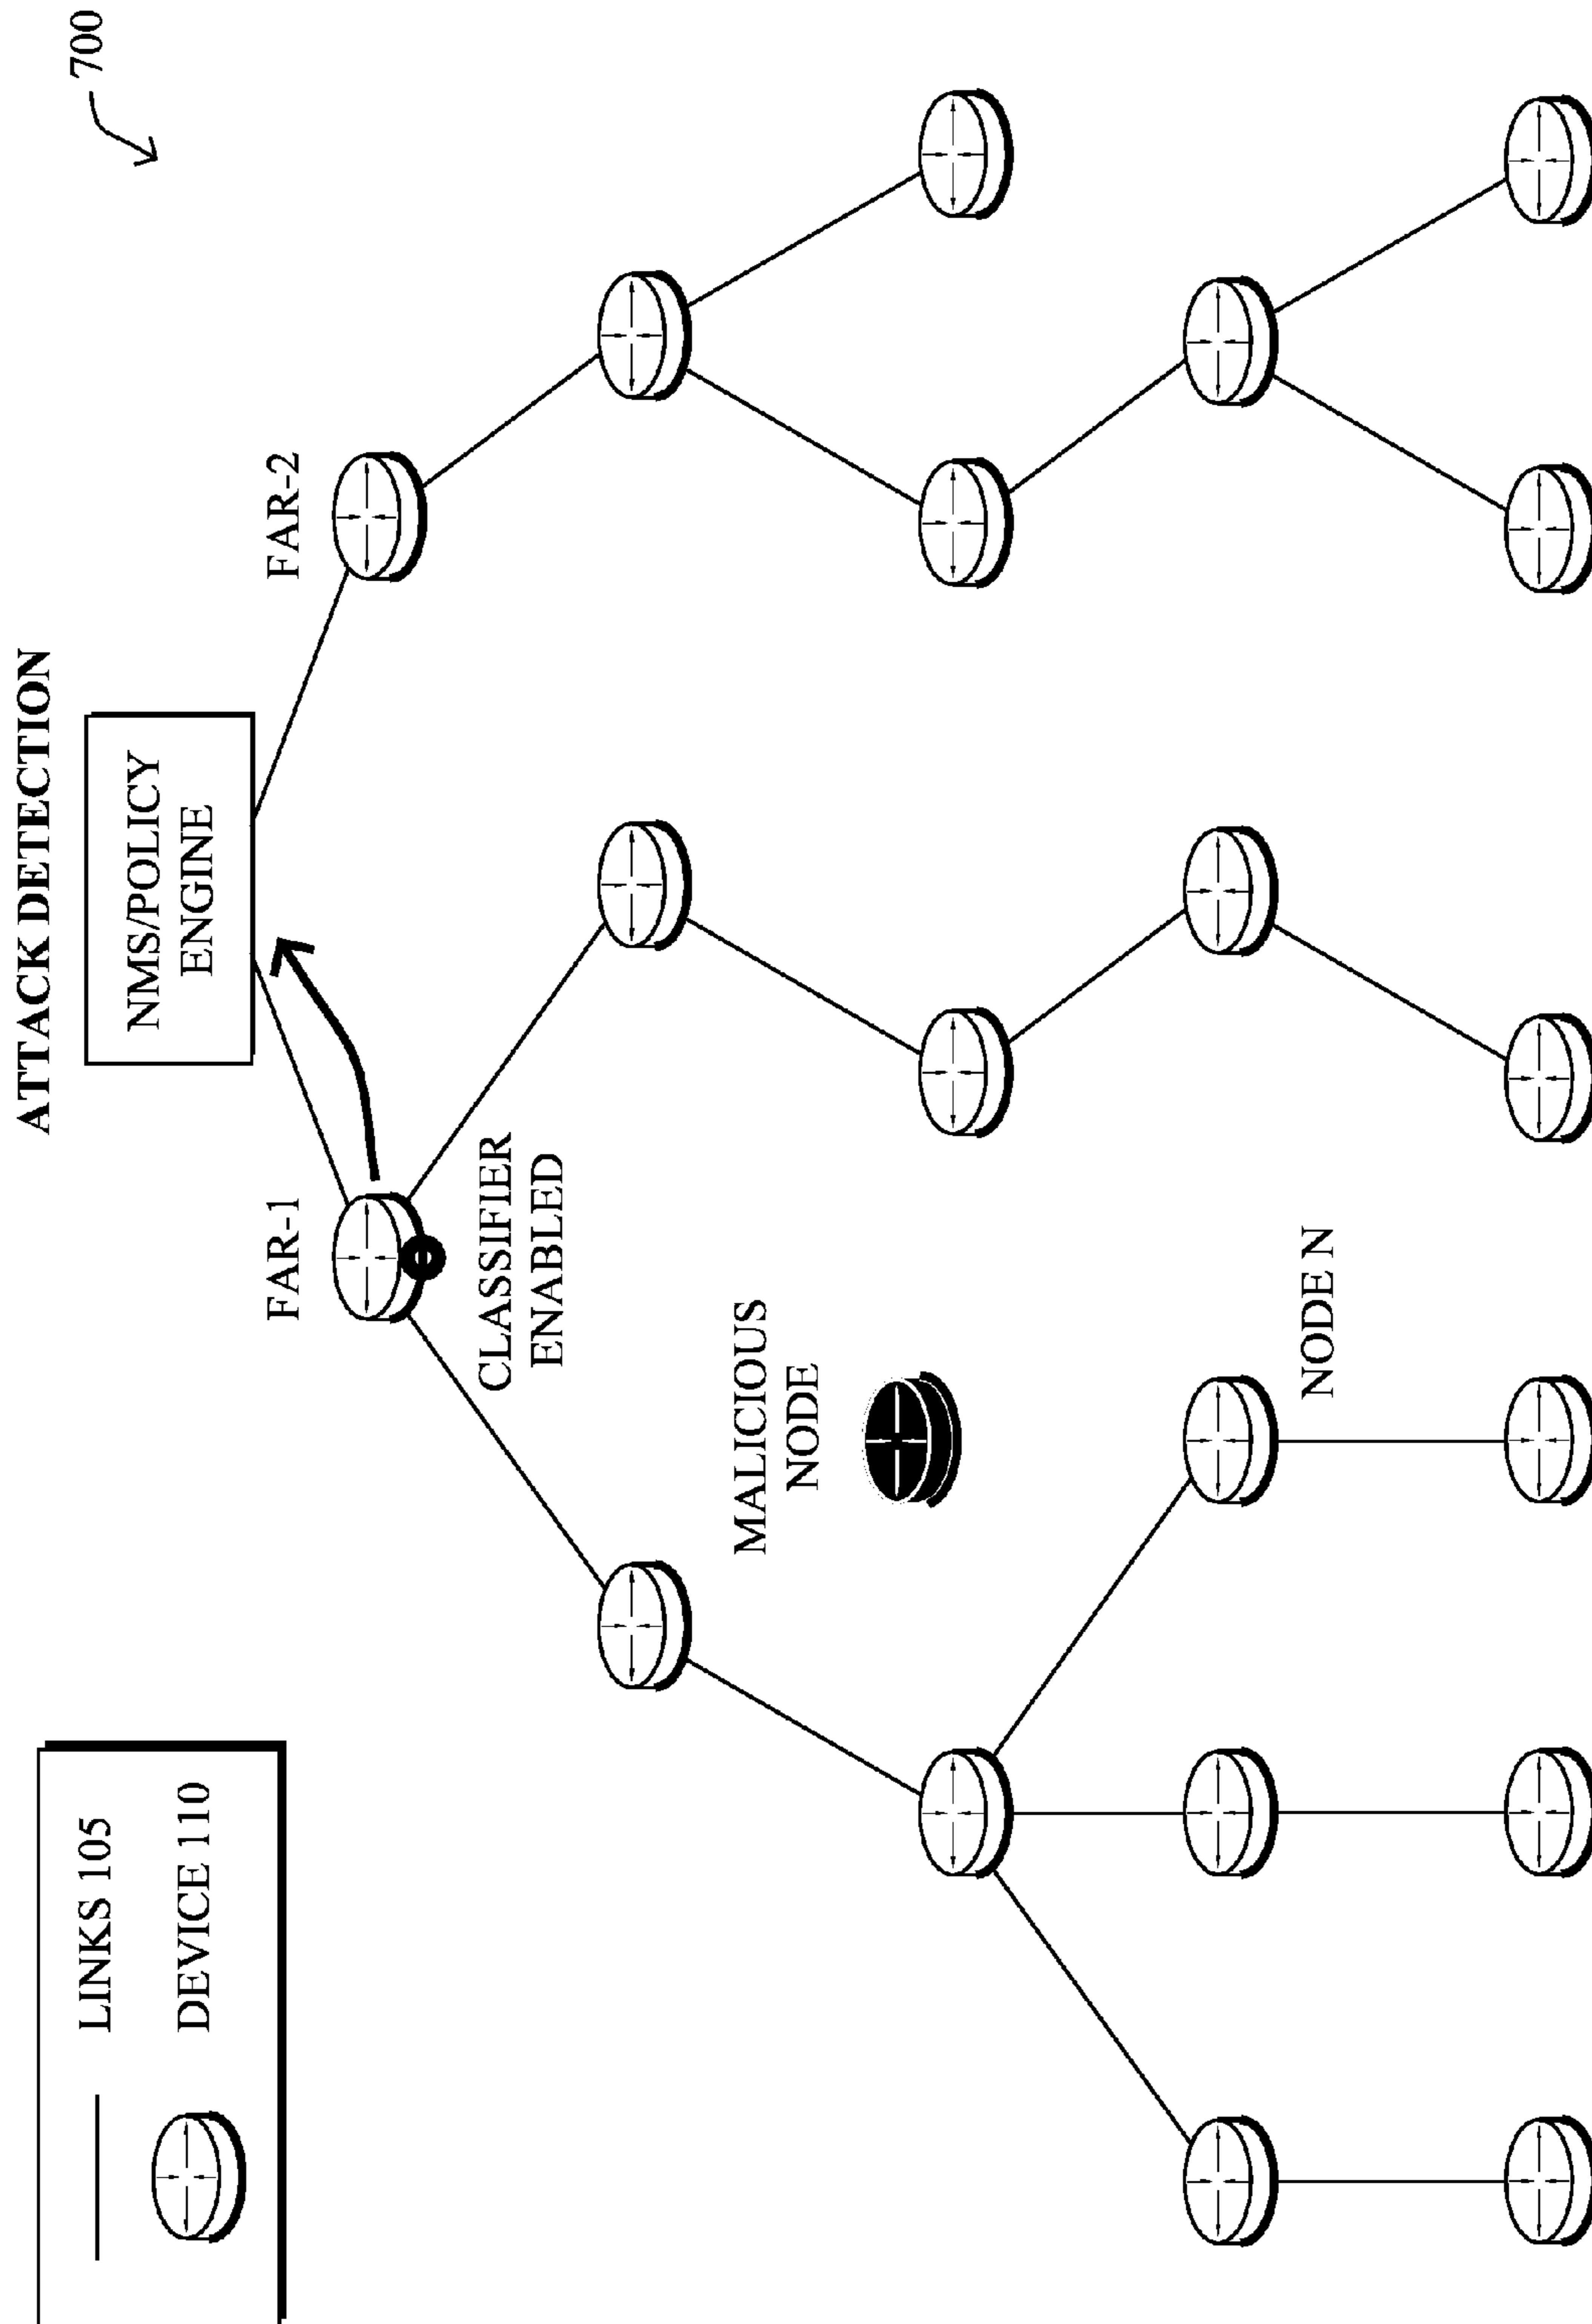 LINKS 105
DEVICE 110
ATTACK DETECTION
700
NMS/POLICY
ENGINE
FAR-1
FAR-2
CLASSIFIER
ENABLED
MALICIOUS
NODE
NODE N